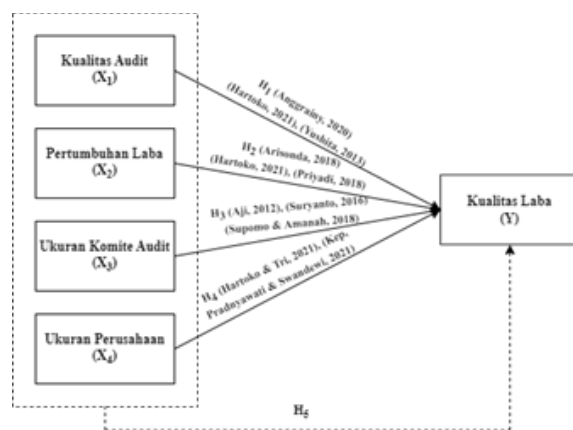 Kualitas Audit
(X1)
H1 (Anggrainy, 2020)
(Hartoko, 2021), (Yushita, 2013)
Pertumbuhan Laba
(X2)
H2 (Arisonda, 2018)
(Hartoko, 2021), (Priyadi, 2018)
Kualitas Laba
(Y)
Ukuran Komite Audit
(X3)
H3 (Aji, 2012), (Suryanto, 2016)
(Supomo & Amanah, 2018)
Ukuran Perusahaan
(X4)
H4 (Hartoko & Tri, 2021), (Kep,
Pradnyawati & Swandewi, 2021)
H5